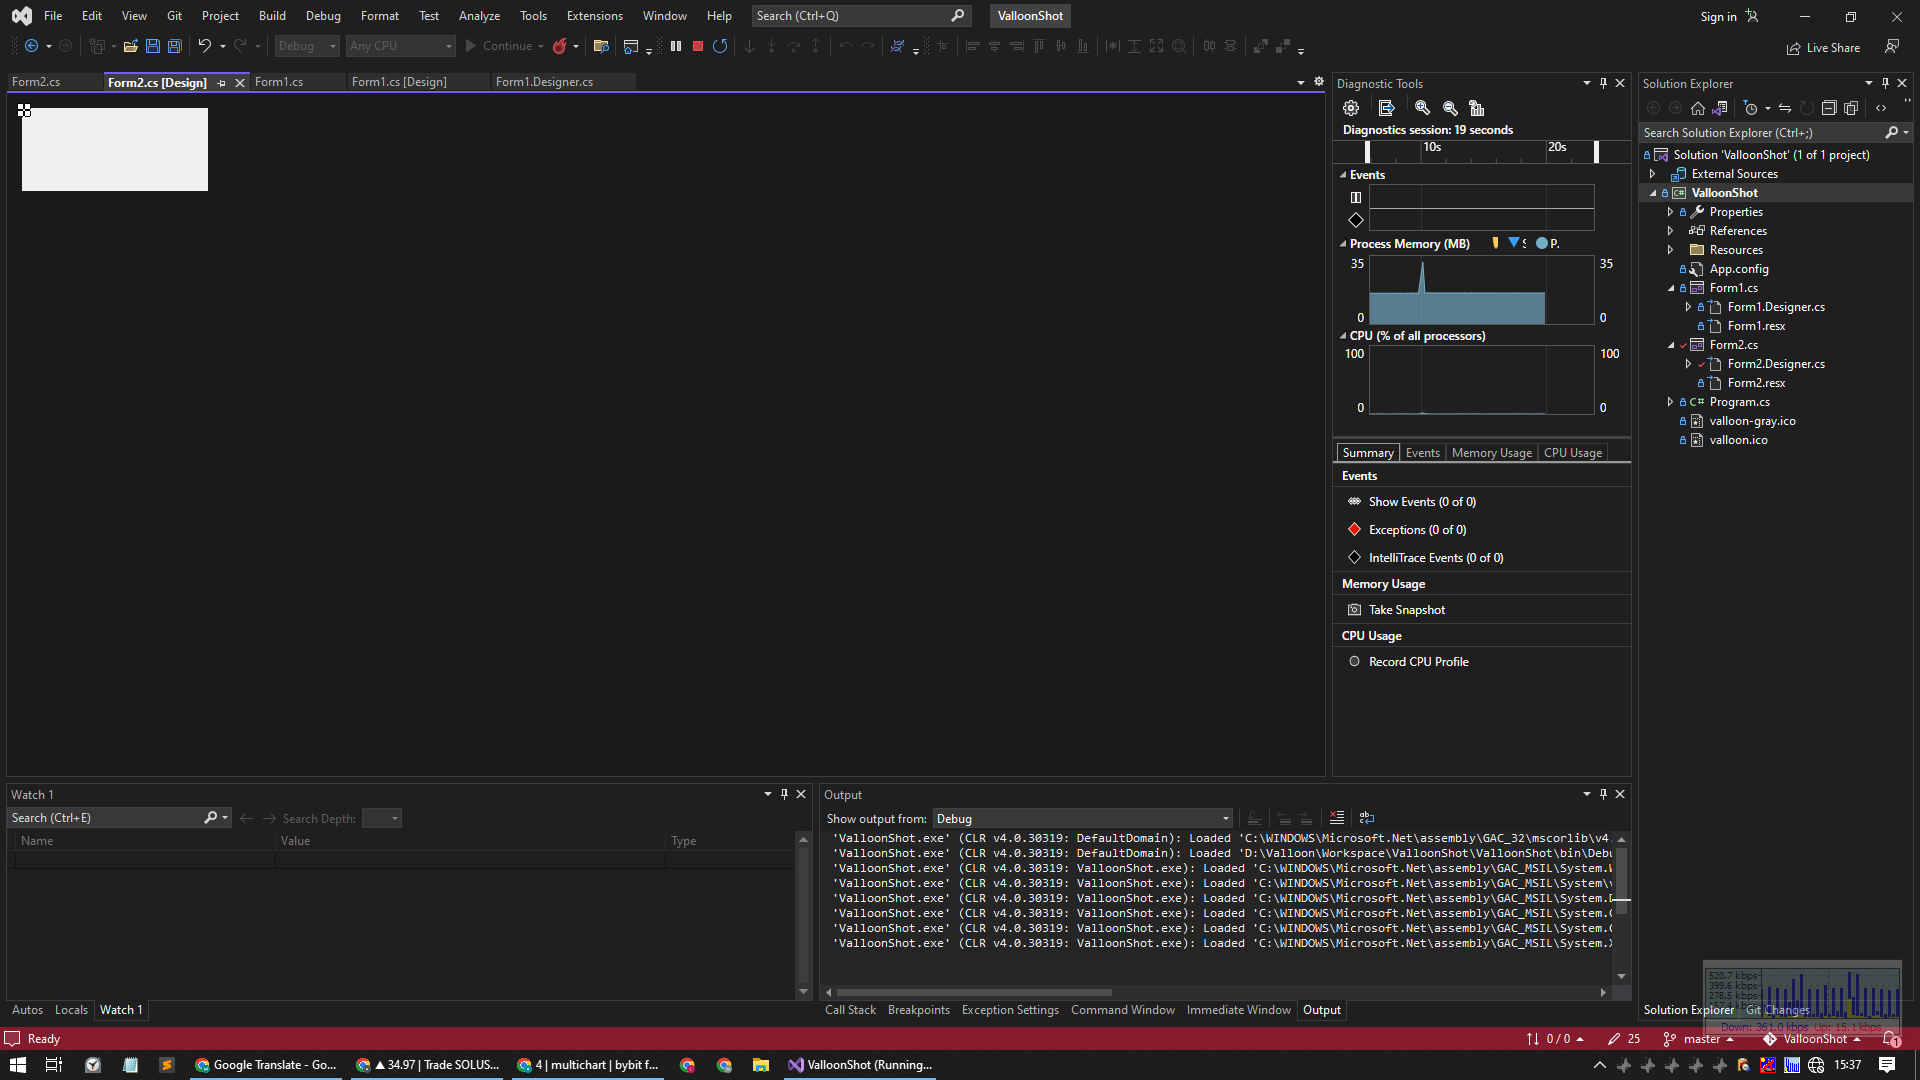 File Edit View Git Project Build Debug Format Test Analyze Tools Extensions Window Help Search (Ctrl+Q) ValloonShot Sign in
Debug Any CPU Continue Live Share
Form2.cs Form2.cs [Design] Form1.cs Form1.cs [Design] Form1.Designer.cs
Diagnostic Tools
Diagnostics session: 19 seconds
10s 20s
Events
Process Memory (MB) S P.
35 35
0 0
CPU (% of all processors)
100 100
0 0
Summary Events Memory Usage CPU Usage
Events
Show Events (0 of 0)
Exceptions (0 of 0)
IntelliTrace Events (0 of 0)
Memory Usage
Take Snapshot
CPU Usage
Record CPU Profile
Solution Explorer
Search Solution Explorer (Ctrl+;)
Solution 'ValloonShot' (1 of 1 project)
External Sources
ValloonShot
Properties
References
Resources
App.config
Form1.cs
Form1.Designer.cs
Form1.resx
Form2.cs
Form2.Designer.cs
Form2.resx
Program.cs
valloon-gray.ico
valloon.ico
Watch 1
Search (Ctrl+E) Search Depth:
Name Value Type
Autos Locals Watch 1
Output
Show output from: Debug
'ValloonShot.exe' (CLR v4.0.30319: DefaultDomain): Loaded 'C:\WINDOWS\Microsoft.Net\assembly\GAC_32\mscorlib\v4.
'ValloonShot.exe' (CLR v4.0.30319: DefaultDomain): Loaded 'D:\Valloon\Workspace\ValloonShot\ValloonShot\bin\Debu
'ValloonShot.exe' (CLR v4.0.30319: ValloonShot.exe): Loaded 'C:\WINDOWS\Microsoft.Net\assembly\GAC_MSIL\System.W
'ValloonShot.exe' (CLR v4.0.30319: ValloonShot.exe): Loaded 'C:\WINDOWS\Microsoft.Net\assembly\GAC_MSIL\System\v
'ValloonShot.exe' (CLR v4.0.30319: ValloonShot.exe): Loaded 'C:\WINDOWS\Microsoft.Net\assembly\GAC_MSIL\System.D
'ValloonShot.exe' (CLR v4.0.30319: ValloonShot.exe): Loaded 'C:\WINDOWS\Microsoft.Net\assembly\GAC_MSIL\System.C
'ValloonShot.exe' (CLR v4.0.30319: ValloonShot.exe): Loaded 'C:\WINDOWS\Microsoft.Net\assembly\GAC_MSIL\System.C
'ValloonShot.exe' (CLR v4.0.30319: ValloonShot.exe): Loaded 'C:\WINDOWS\Microsoft.Net\assembly\GAC_MSIL\System.X
Call Stack Breakpoints Exception Settings Command Window Immediate Window Output
520.7 kbps
399.6 kbps
278.5 kbps
157.4 kbps
Solution Explorer Git Changes
Down: 361.0 kbps Up: 15.1 kbps
Ready 0 / 0 25 master ValloonShot 1
Google Translate - Go... ▲ 34.97 | Trade SOLUS... 4 | multichart | bybit f... ValloonShot (Running... 15:37